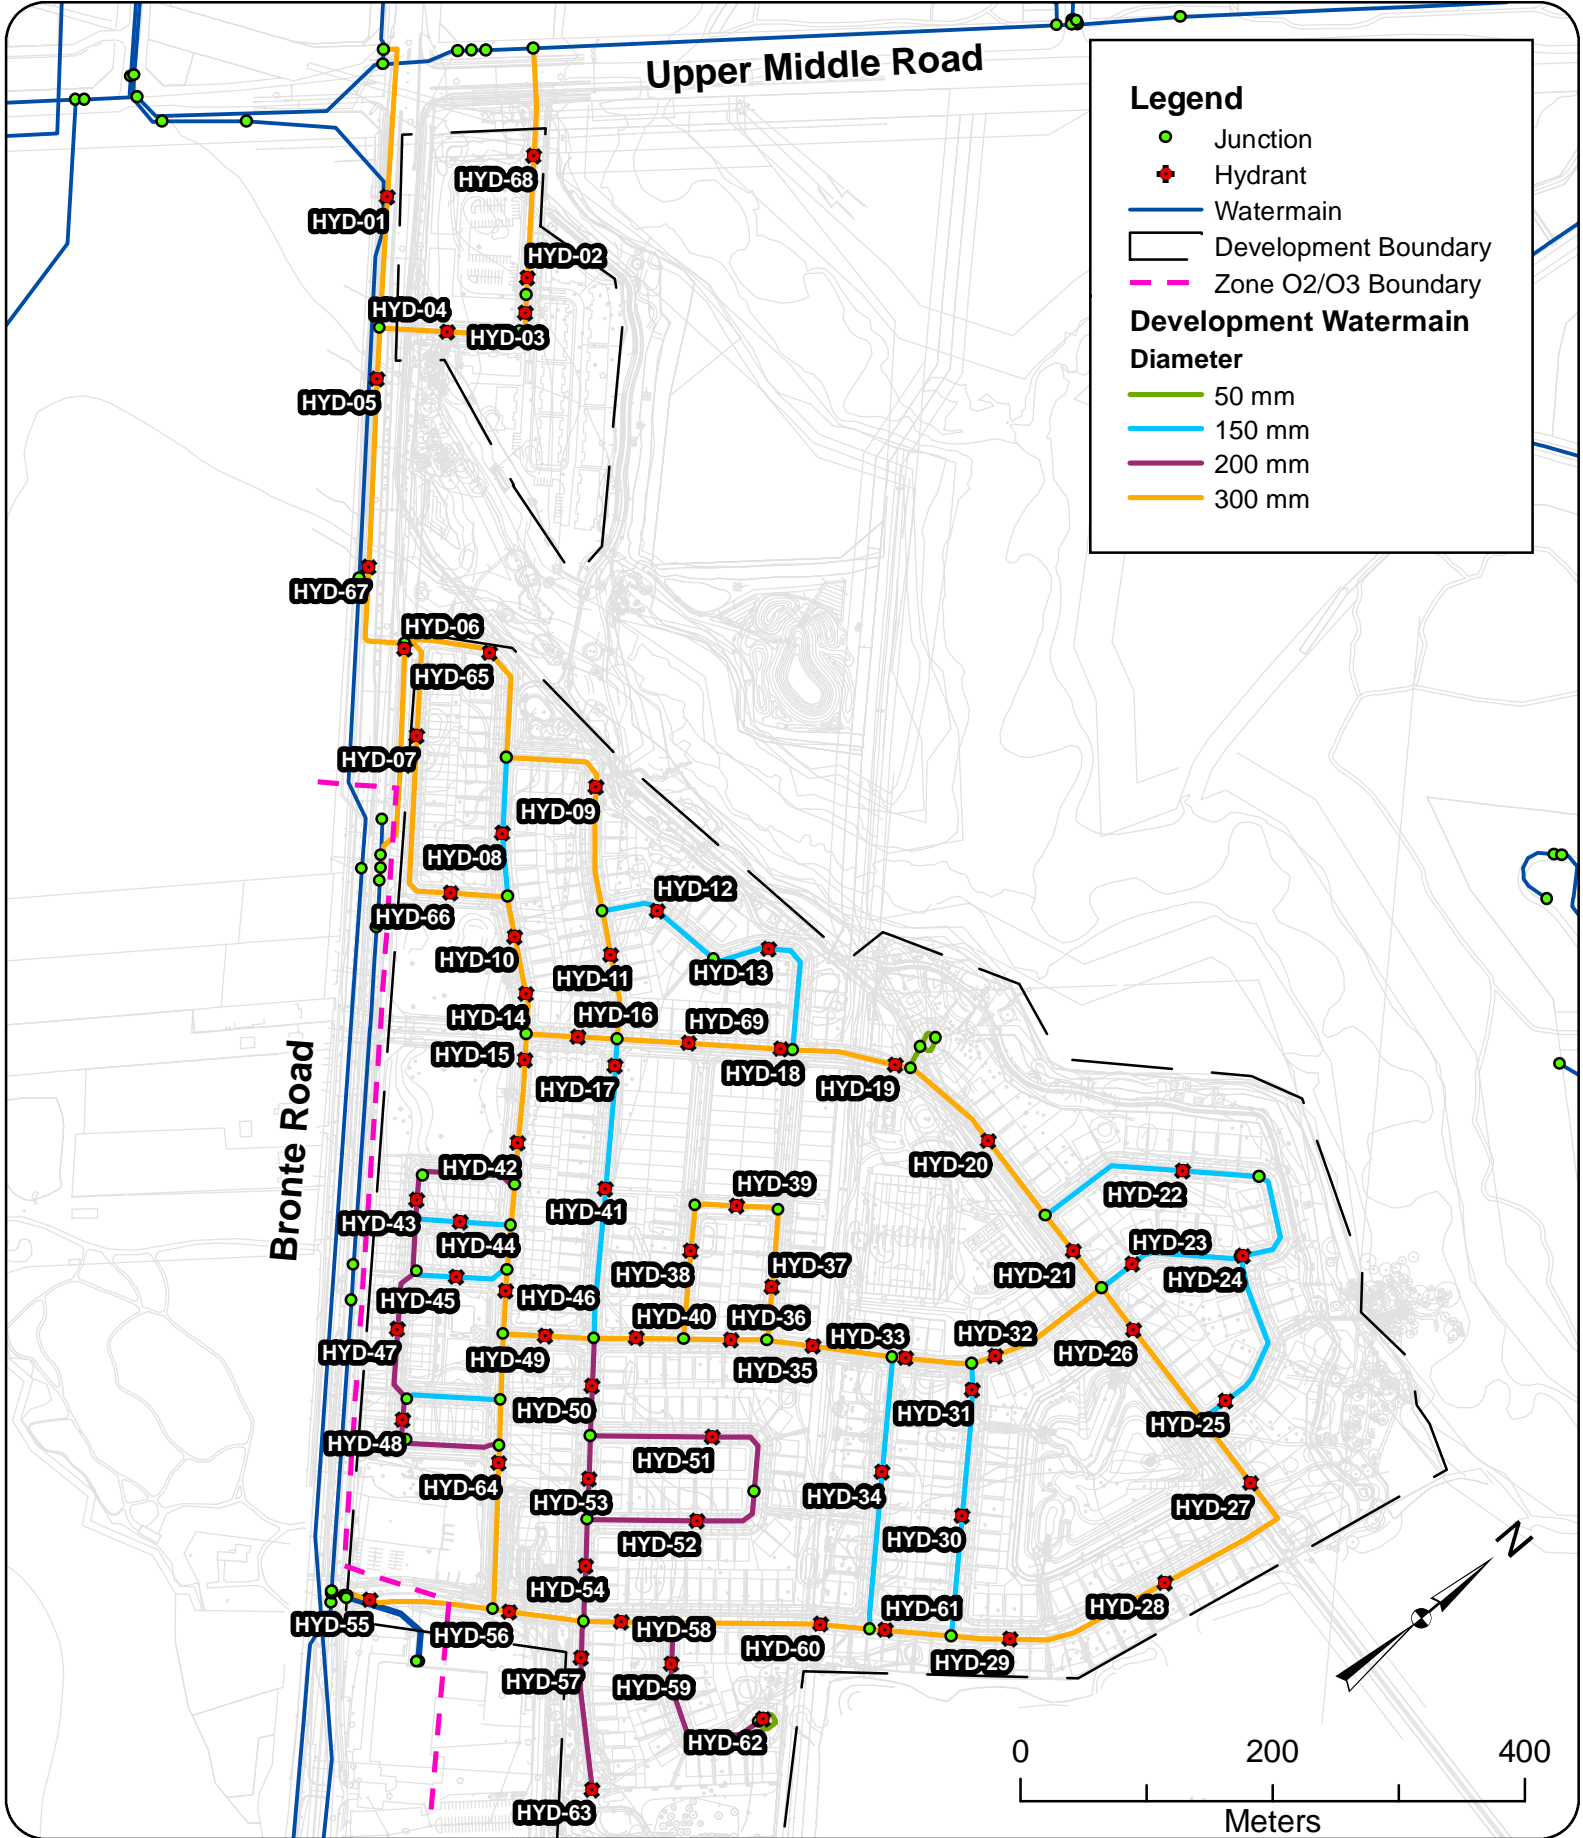 Upper Middle Road
Legend
Junction
Hydrant
Watermain
Development Boundary
Zone O2/O3 Boundary
Development Watermain
Diameter
50 mm
150 mm
200 mm
300 mm
HYD-68
HYD-01
HYD-02
HYD-04
HYD-03
HYD-05
HYD-67
HYD-06
HYD-65
HYD-07
HYD-09
HYD-08
HYD-12
HYD-66
HYD-10
HYD-11
HYD-13
HYD-14
HYD-16
HYD-69
HYD-15
HYD-17
HYD-18
HYD-19
Bronte Road
HYD-42
HYD-20
HYD-39
HYD-22
HYD-43
HYD-41
HYD-44
HYD-23
HYD-38
HYD-37
HYD-21
HYD-24
HYD-45
HYD-46
HYD-40
HYD-36
HYD-33
HYD-32
HYD-47
HYD-49
HYD-35
HYD-26
HYD-50
HYD-31
HYD-25
HYD-48
HYD-51
HYD-64
HYD-34
HYD-53
HYD-27
HYD-52
HYD-30
N
HYD-54
HYD-28
HYD-61
HYD-55
HYD-56
HYD-58
HYD-60
HYD-29
HYD-57
HYD-59
HYD-62
HYD-63
0 200 400
Meters